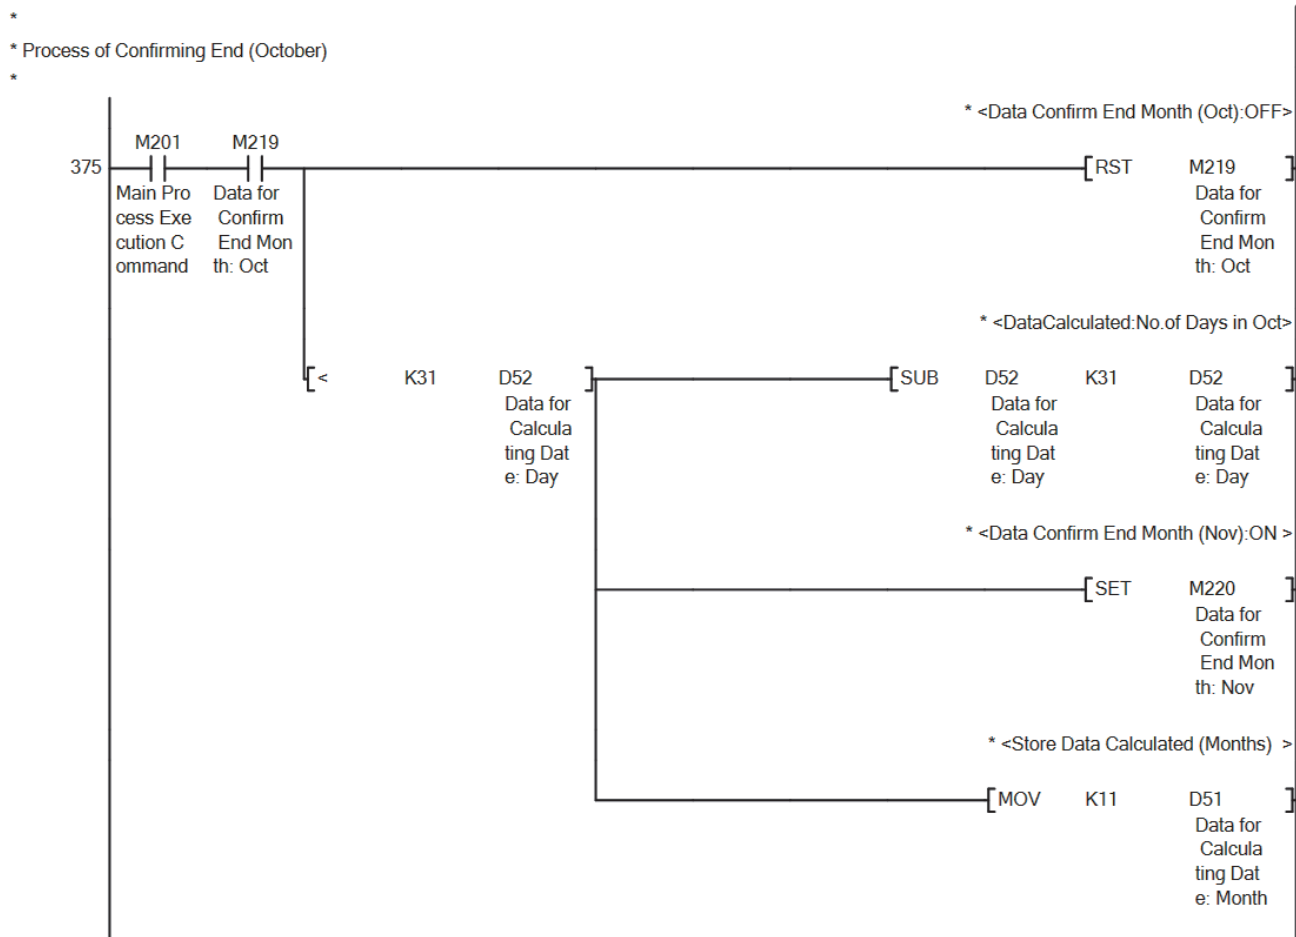 *
* Process of Confirming End (October)
*
* <Data Confirm End Month (Oct):OFF>
M201 M219
375 [RST M219 ]
Main Pro Data for Data for
cess Exe Confirm Confirm
cution C End Mon End Mon
ommand th: Oct th: Oct
* <DataCalculated:No.of Days in Oct>
[< K31 D52 ] [SUB D52 K31 D52 ]
Data for Data for Data for
Calcula Calcula Calcula
ting Dat ting Dat ting Dat
e: Day e: Day e: Day
* <Data Confirm End Month (Nov):ON >
[SET M220 ]
Data for
Confirm
End Mon
th: Nov
* <Store Data Calculated (Months) >
[MOV K11 D51 ]
Data for
Calcula
ting Dat
e: Month